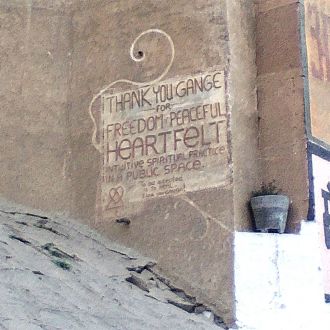 THANK YOU GANGE
FOR
FREEDOM & PEACEFUL
HEARTFELT
INTUITIVE SPIRITUAL PRACTICE
IN A PUBLIC SPACE.